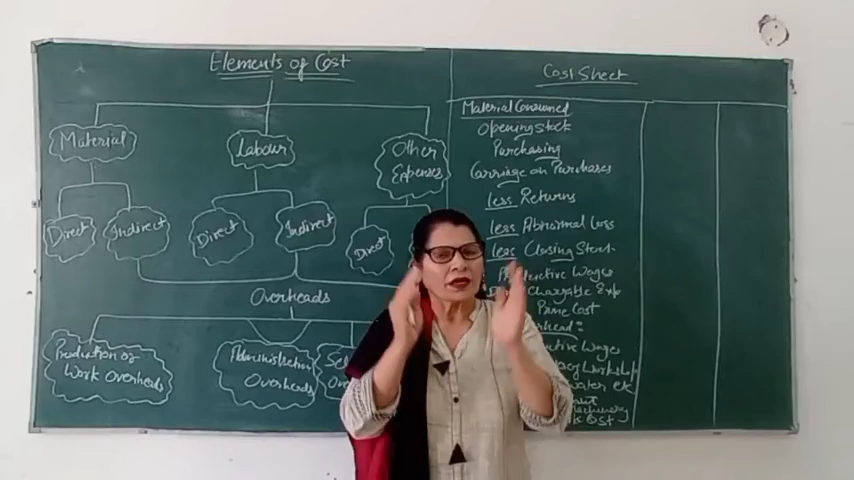 Elements of Cost
Material
Labour
Other
Expenses
Direct
Indirect
Direct
Indirect
Direct
Overheads
Production or
Work Overheads
Administration
Overheads
Cost Sheet
Material Consumed
Opening Stock
Purchasing
Carriage on Purchases
less Returns
less Abnormal Loss
less Closing Stock
Wages
Chargable Exp
Prime Cost
Wages